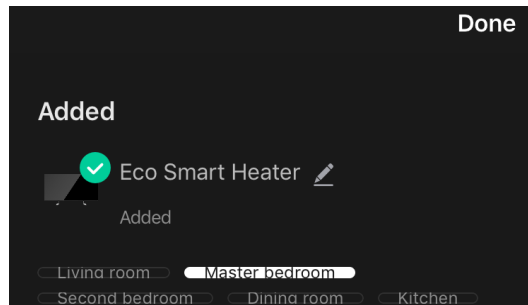 Done
Added
Eco Smart Heater
Added
Living room Master bedroom
Second bedroom Dining room Kitchen